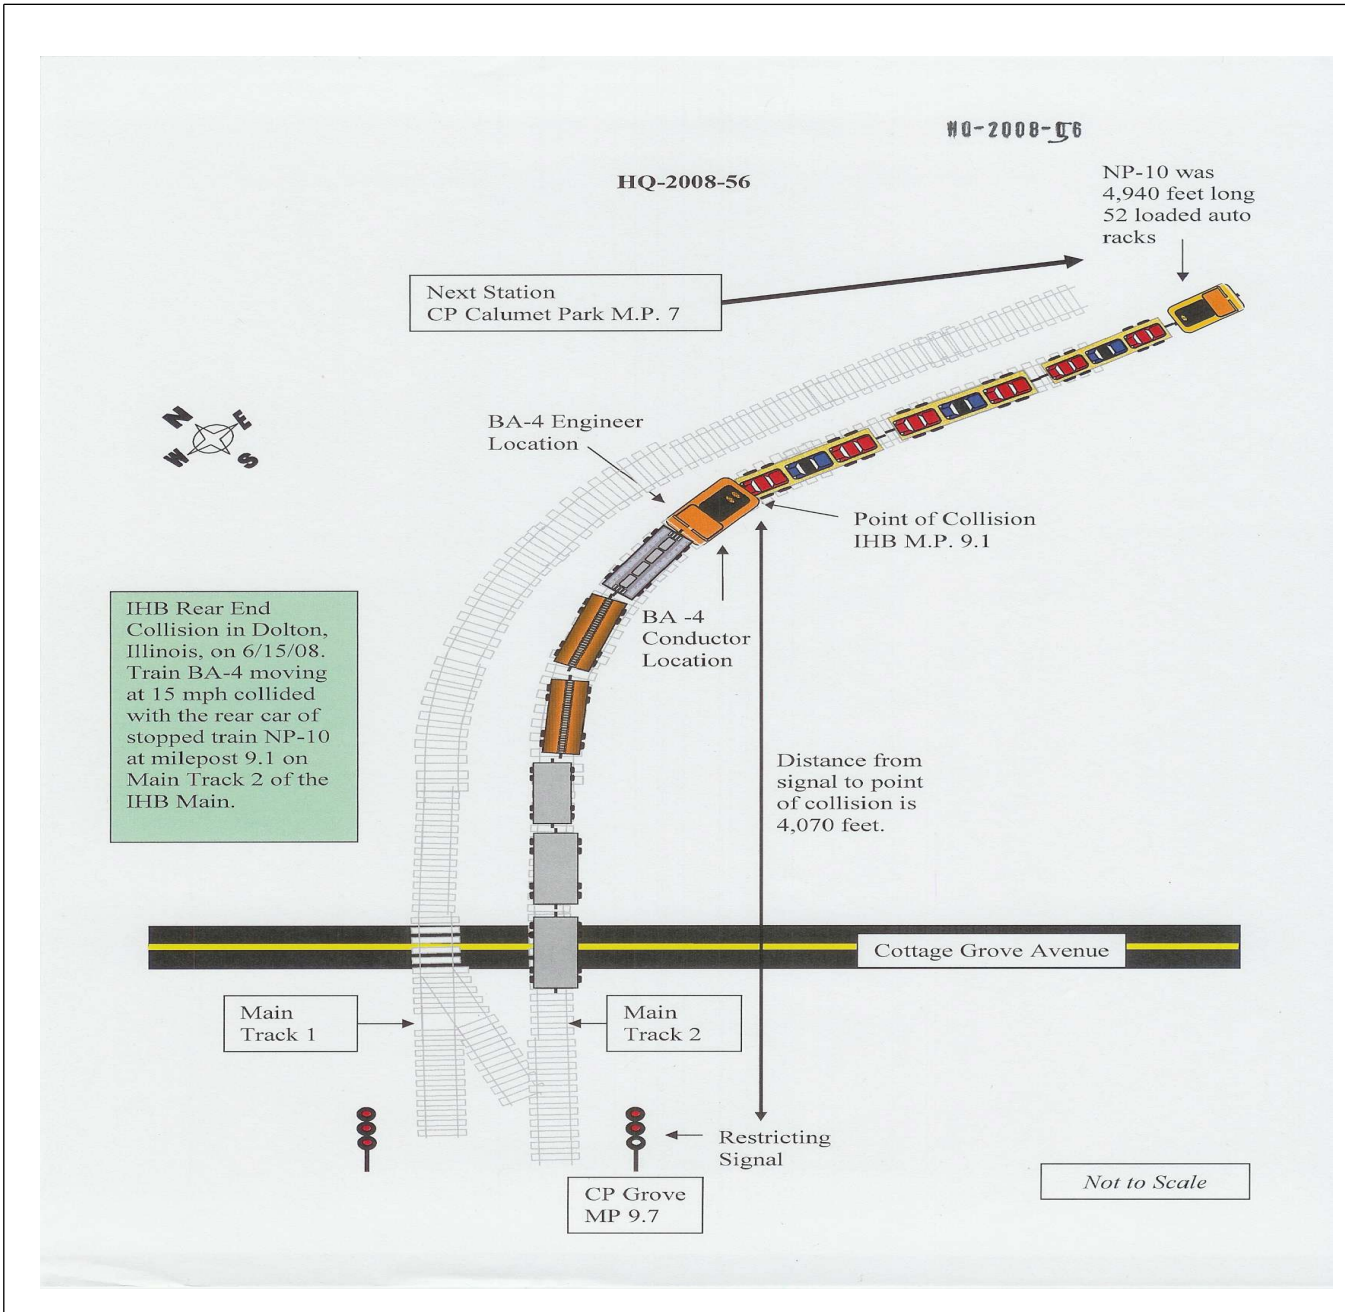 HQ-2008-56
HQ-2008-56
NP-10 was
4,940 feet long
52 loaded auto
racks
Next Station
CP Calumet Park M.P. 7
N
E
W
S
BA-4 Engineer
Location
Point of Collision
IHB M.P. 9.1
BA -4
Conductor
Location
IHB Rear End
Collision in Dolton,
Illinois, on 6/15/08.
Train BA-4 moving
at 15 mph collided
with the rear car of
stopped train NP-10
at milepost 9.1 on
Main Track 2 of the
IHB Main.
Distance from
signal to point
of collision is
4,070 feet.
Cottage Grove Avenue
Main
Track 1
Main
Track 2
Restricting
Signal
CP Grove
MP 9.7
Not to Scale